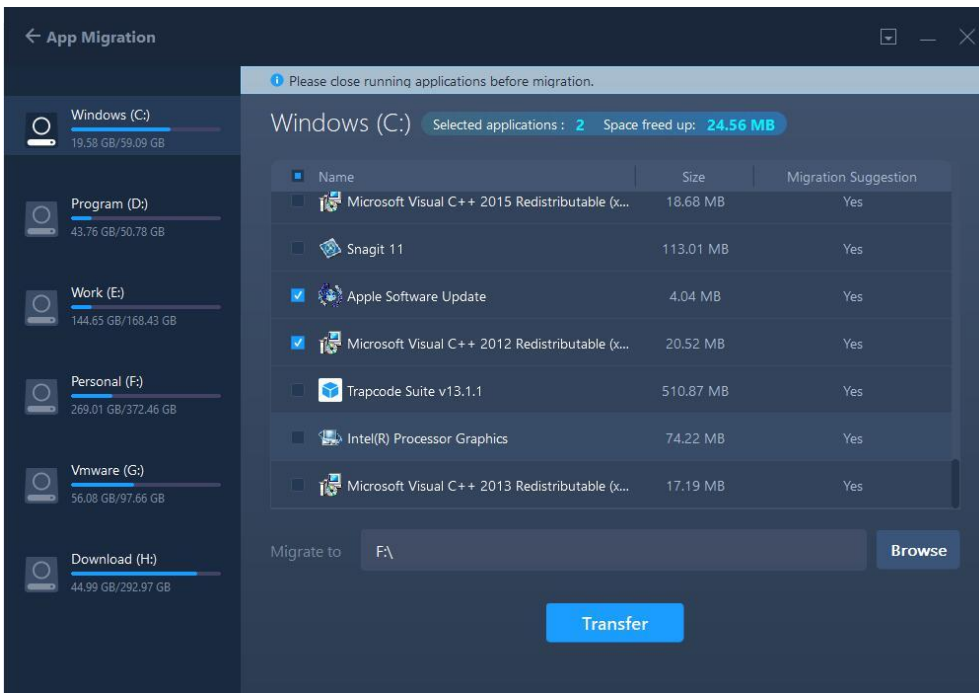 App Migration
Please close running applications before migration.
Windows (C:)
19.58 GB/59.09 GB
Program (D:)
43.76 GB/50.78 GB
Work (E:)
144.65 GB/168.43 GB
Personal (F:)
269.01 GB/372.46 GB
Vmware (G:)
56.08 GB/97.66 GB
Download (H:)
44.99 GB/292.97 GB
Windows (C:) Selected applications : 2 Space freed up: 24.56 MB
Name Size Migration Suggestion
Microsoft Visual C++ 2015 Redistributable (x... 18.68 MB Yes
Snagit 11 113.01 MB Yes
Apple Software Update 4.04 MB Yes
Microsoft Visual C++ 2012 Redistributable (x... 20.52 MB Yes
Trapcode Suite v13.1.1 510.87 MB Yes
Intel(R) Processor Graphics 74.22 MB Yes
Microsoft Visual C++ 2013 Redistributable (x... 17.19 MB Yes
Migrate to F:\ Browse
Transfer